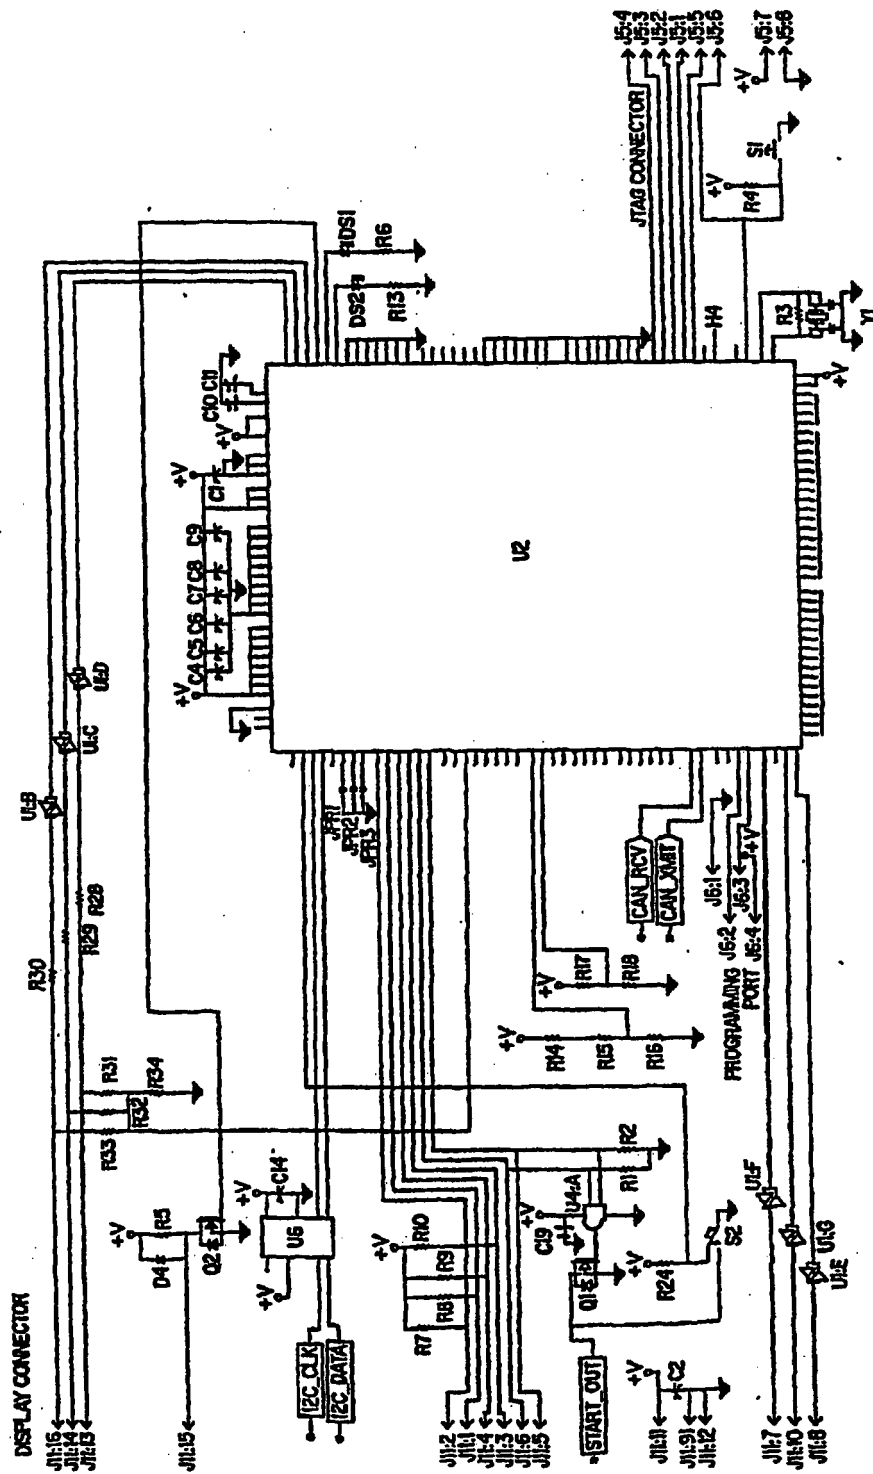 DISPLAY CONNECTOR
J11:16
J11:14
J11:13
J11:15
R30
R29
R28
U1:B
U1:C
U1:D
R33
R32
R31
R34
D4
R5
+V
Q2
+V
U6
+V
C14
I2C_CLK
I2C_DATA
C4 C5 C6 C7 C8 C9
+V
C1
+V
+V
C10 C11
DS1
R6
DS2
R13
JPR1
JPR2
JPR3
U2
R7
R8
R9
R10
+V
J11:2
J11:1
J11:4
J11:3
J11:6
J11:5
C19
+V
U4:A
R1
R2
Q1
START_OUT
+V
R14
R15
R16
+V
R17
R18
CAN_RCV
CAN_XMIT
R24
+V
S2
+V
C2
J11:11
J11:9
J11:12
J6:1
J6:2
J6:3
+V
J6:4
PROGRAMMING
PORT
U1:F
U1:G
U1:E
J11:7
J11:10
J11:8
JTAG CONNECTOR
J5:4
J5:3
J5:2
J5:1
J5:5
J5:6
H4
+V
R4
S1
+V
J5:7
J5:8
R3
Y1
+V